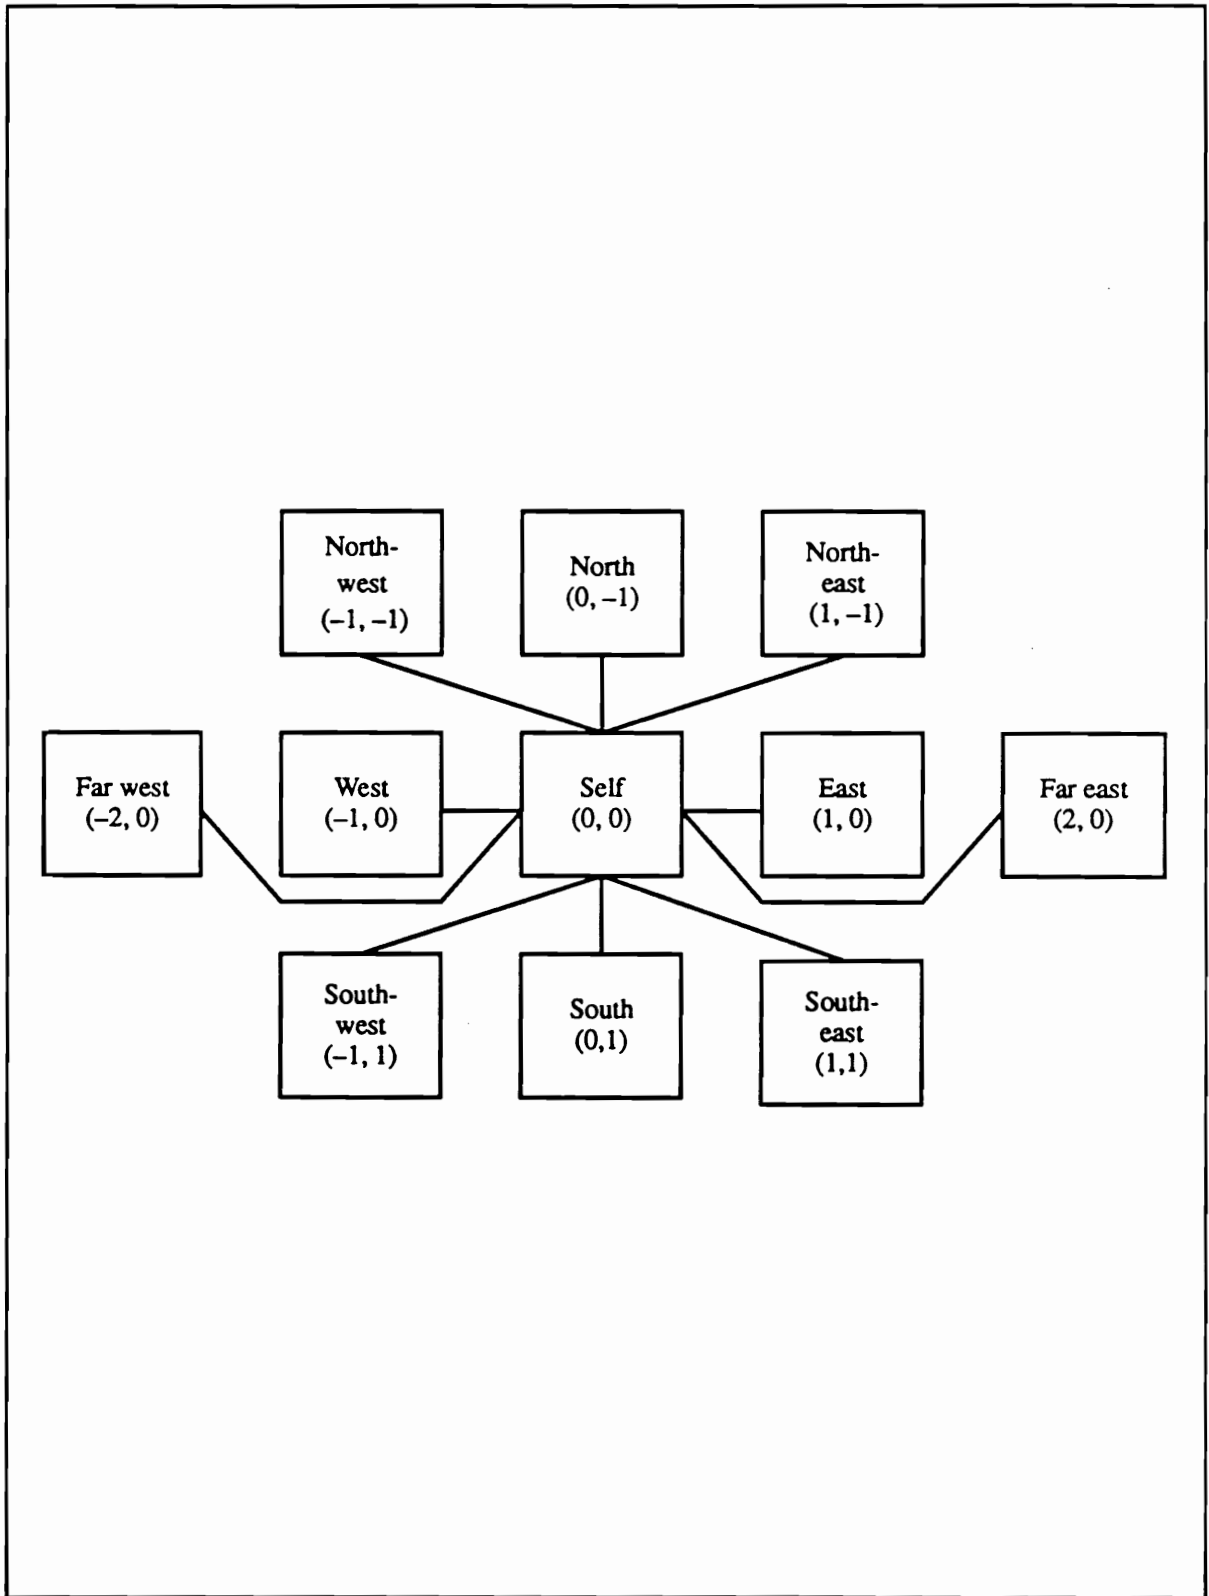 North-
west
(–1, –1)
North
(0, –1)
North-
east
(1, –1)
Far west
(–2, 0)
West
(–1, 0)
Self
(0, 0)
East
(1, 0)
Far east
(2, 0)
South-
west
(–1, 1)
South
(0,1)
South-
east
(1,1)